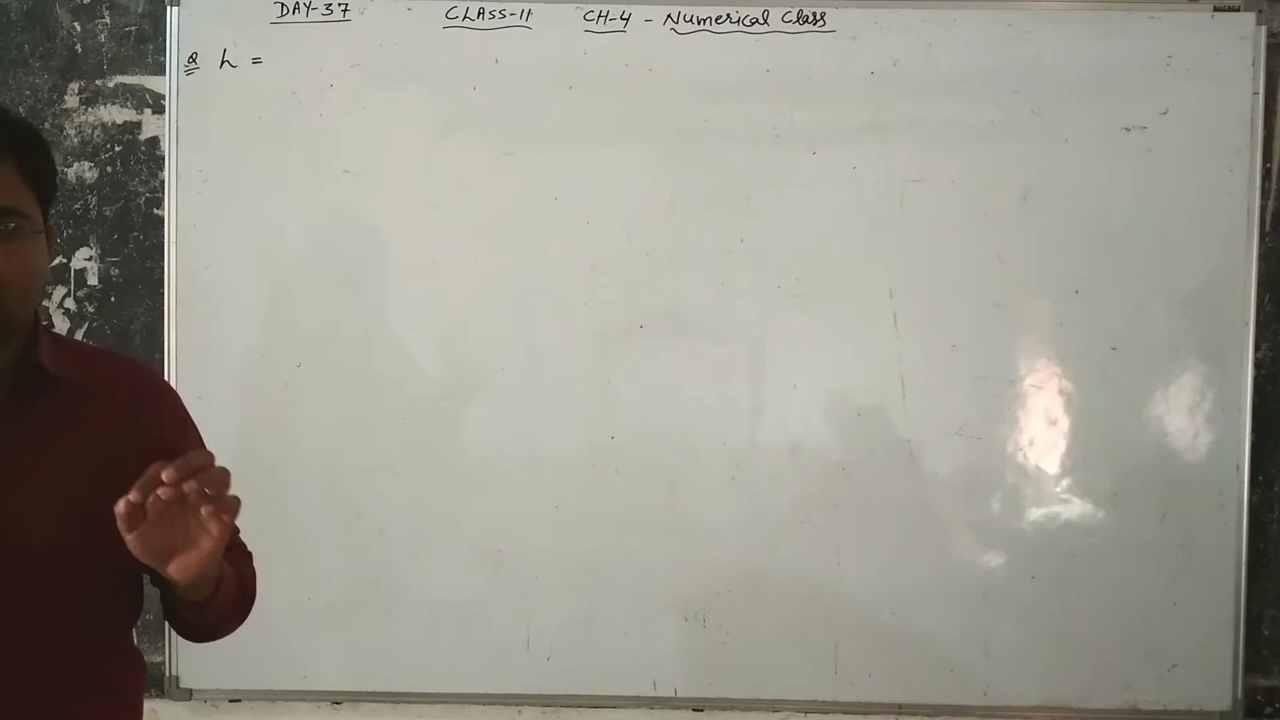 DAY-37 CLASS-11 CH-4 - Numerical Class
Q h =